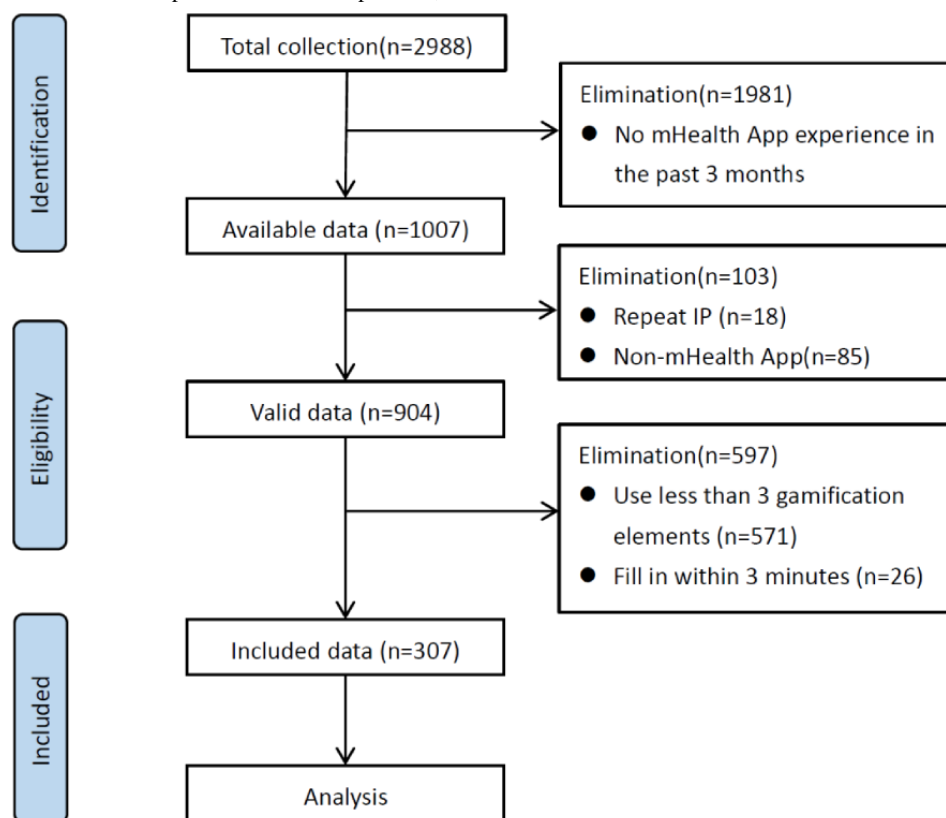 Total collection(n=2988)
Elimination(n=1981)
● No mHealth App experience in
the past 3 months
Identification
Available data (n=1007)
Elimination(n=103)
● Repeat IP (n=18)
● Non-mHealth App(n=85)
Valid data (n=904)
Eligibility
Elimination(n=597)
● Use less than 3 gamification
elements (n=571)
● Fill in within 3 minutes (n=26)
Included data (n=307)
Included
Analysis